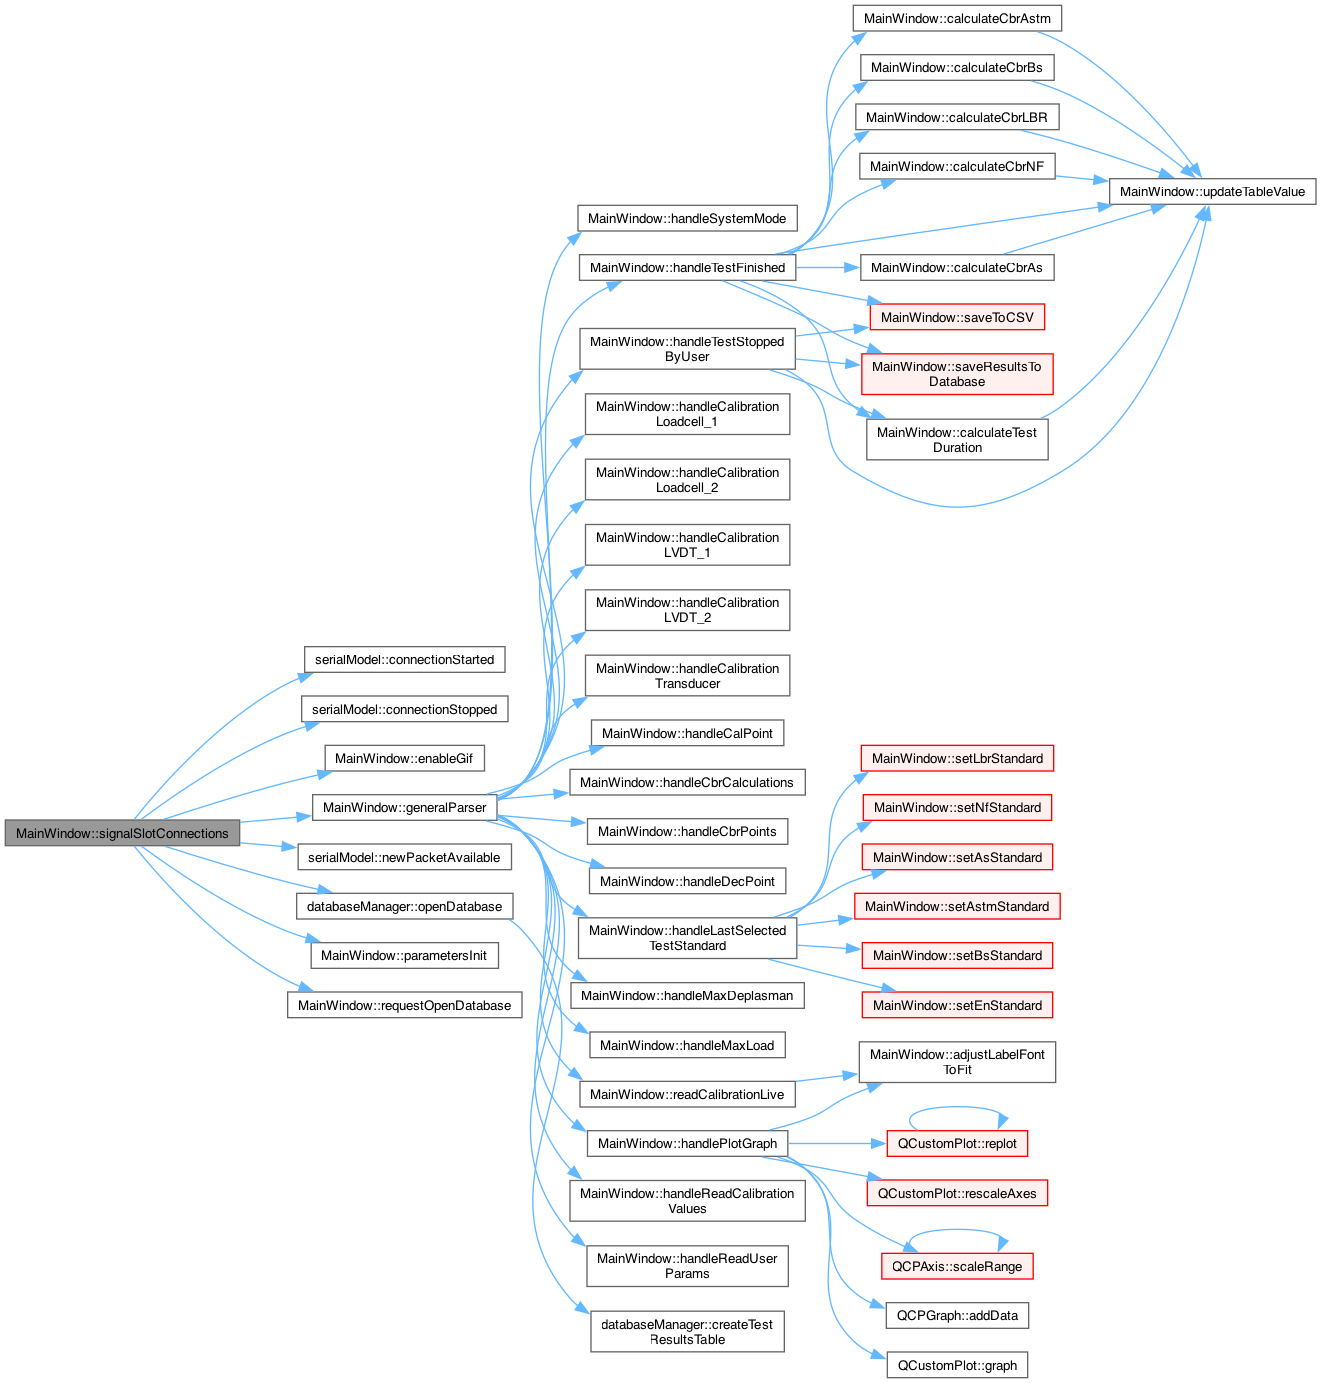 MainWindow::signalSlotConnections
serialModel::connectionStarted
serialModel::connectionStopped
MainWindow::enableGif
MainWindow::generalParser
serialModel::newPacketAvailable
databaseManager::openDatabase
MainWindow::parametersInit
MainWindow::requestOpenDatabase
MainWindow::handleSystemMode
MainWindow::handleTestFinished
MainWindow::handleTestStopped
ByUser
MainWindow::handleCalibration
Loadcell_1
MainWindow::handleCalibration
Loadcell_2
MainWindow::handleCalibration
LVDT_1
MainWindow::handleCalibration
LVDT_2
MainWindow::handleCalibration
Transducer
MainWindow::handleCalPoint
MainWindow::handleCbrCalculations
MainWindow::handleCbrPoints
MainWindow::handleDecPoint
MainWindow::handleLastSelected
TestStandard
MainWindow::handleMaxDeplasman
MainWindow::handleMaxLoad
MainWindow::readCalibrationLive
MainWindow::handlePlotGraph
MainWindow::handleReadCalibration
Values
MainWindow::handleReadUser
Params
databaseManager::createTest
ResultsTable
MainWindow::calculateCbrAstm
MainWindow::calculateCbrBs
MainWindow::calculateCbrLBR
MainWindow::calculateCbrNF
MainWindow::calculateCbrAs
MainWindow::saveToCSV
MainWindow::saveResultsTo
Database
MainWindow::calculateTest
Duration
MainWindow::setLbrStandard
MainWindow::setNfStandard
MainWindow::setAsStandard
MainWindow::setAstmStandard
MainWindow::setBsStandard
MainWindow::setEnStandard
MainWindow::adjustLabelFont
ToFit
QCustomPlot::replot
QCustomPlot::rescaleAxes
QCPAxis::scaleRange
QCPGraph::addData
QCustomPlot::graph
MainWindow::updateTableValue